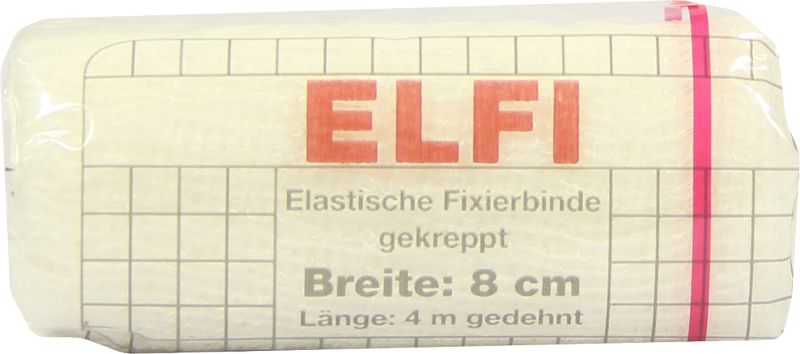 ELFI
Elastische Fixierbinde
gekreppt
Breite: 8 cm
Länge: 4 m gedehnt